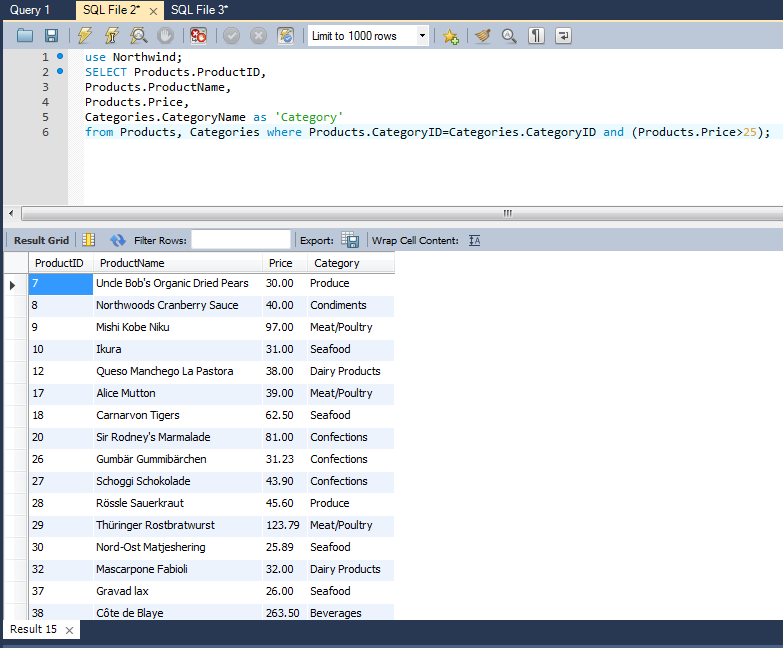 Query 1 SQL File 2* SQL File 3*
Limit to 1000 rows
1 use Northwind;
2 SELECT Products.ProductID,
3 Products.ProductName,
4 Products.Price,
5 Categories.CategoryName as 'Category'
6 from Products, Categories where Products.CategoryID=Categories.CategoryID and (Products.Price>25);
Result Grid Filter Rows: Export: Wrap Cell Content:
ProductID ProductName Price Category
7 Uncle Bob's Organic Dried Pears 30.00 Produce
8 Northwoods Cranberry Sauce 40.00 Condiments
9 Mishi Kobe Niku 97.00 Meat/Poultry
10 Ikura 31.00 Seafood
12 Queso Manchego La Pastora 38.00 Dairy Products
17 Alice Mutton 39.00 Meat/Poultry
18 Carnarvon Tigers 62.50 Seafood
20 Sir Rodney's Marmalade 81.00 Confections
26 Gumbär Gummibärchen 31.23 Confections
27 Schoggi Schokolade 43.90 Confections
28 Rössle Sauerkraut 45.60 Produce
29 Thüringer Rostbratwurst 123.79 Meat/Poultry
30 Nord-Ost Matjeshering 25.89 Seafood
32 Mascarpone Fabioli 32.00 Dairy Products
37 Gravad lax 26.00 Seafood
38 Côte de Blaye 263.50 Beverages
Result 15